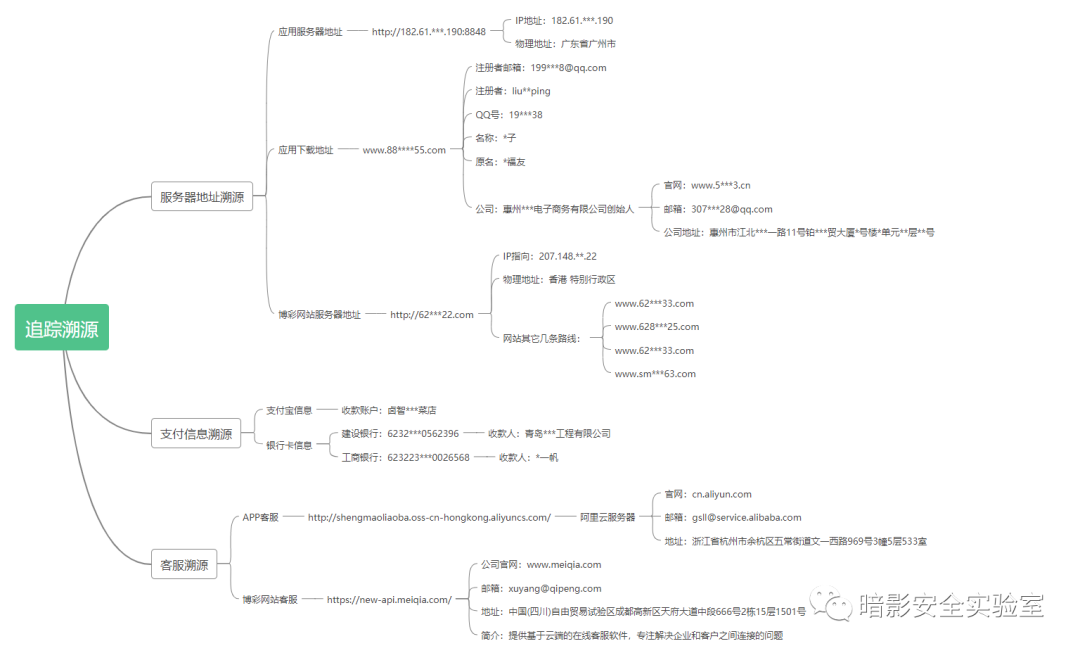 追踪溯源
服务器地址溯源
应用服务器地址
http://182.61.***.190:8848
IP地址：182.61.***.190
物理地址：广东省广州市
应用下载地址
www.88****55.com
注册者邮箱：199***8@qq.com
注册者：liu**ping
QQ号：19***38
名称：*子
原名：*福友
公司：惠州***电子商务有限公司创始人
官网：www.5***3.cn
邮箱：307***28@qq.com
公司地址：惠州市江北***一路11号铂***贸大厦*号楼*单元**层**号
博彩网站服务器地址
http://62***22.com
IP指向：207.148.**.22
物理地址：香港 特别行政区
网站其它几条路线：
www.62***33.com
www.628***25.com
www.62***33.com
www.sm***63.com
支付信息溯源
支付宝信息
收款账户：卤智***菜店
银行卡信息
建设银行：6232***0562396
收款人：青岛***工程有限公司
工商银行：623223***0026568
收款人：*一帆
客服溯源
APP客服
http://shengmaoliaoba.oss-cn-hongkong.aliyuncs.com/
阿里云服务器
官网：cn.aliyun.com
邮箱：gsll@service.alibaba.com
地址：浙江省杭州市余杭区五常街道文一西路969号3幢5层533室
博彩网站客服
https://new-api.meiqia.com/
公司官网：www.meiqia.com
邮箱：xuyang@qipeng.com
地址：中国(四川)自由贸易试验区成都高新区天府大道中段666号2栋15层1501号
简介：提供基于云端的在线客服软件，专注解决企业和客户之间连接的问题
暗影安全实验室